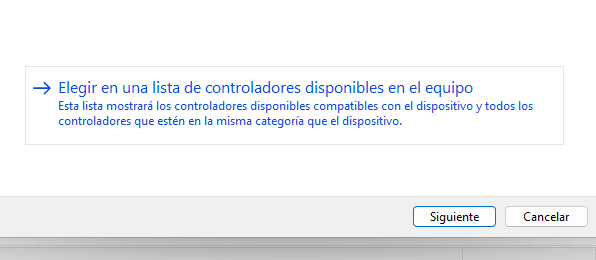 Elegir en una lista de controladores disponibles en el equipo
Esta lista mostrará los controladores disponibles compatibles con el dispositivo y todos los
controladores que estén en la misma categoría que el dispositivo.
Siguiente
Cancelar